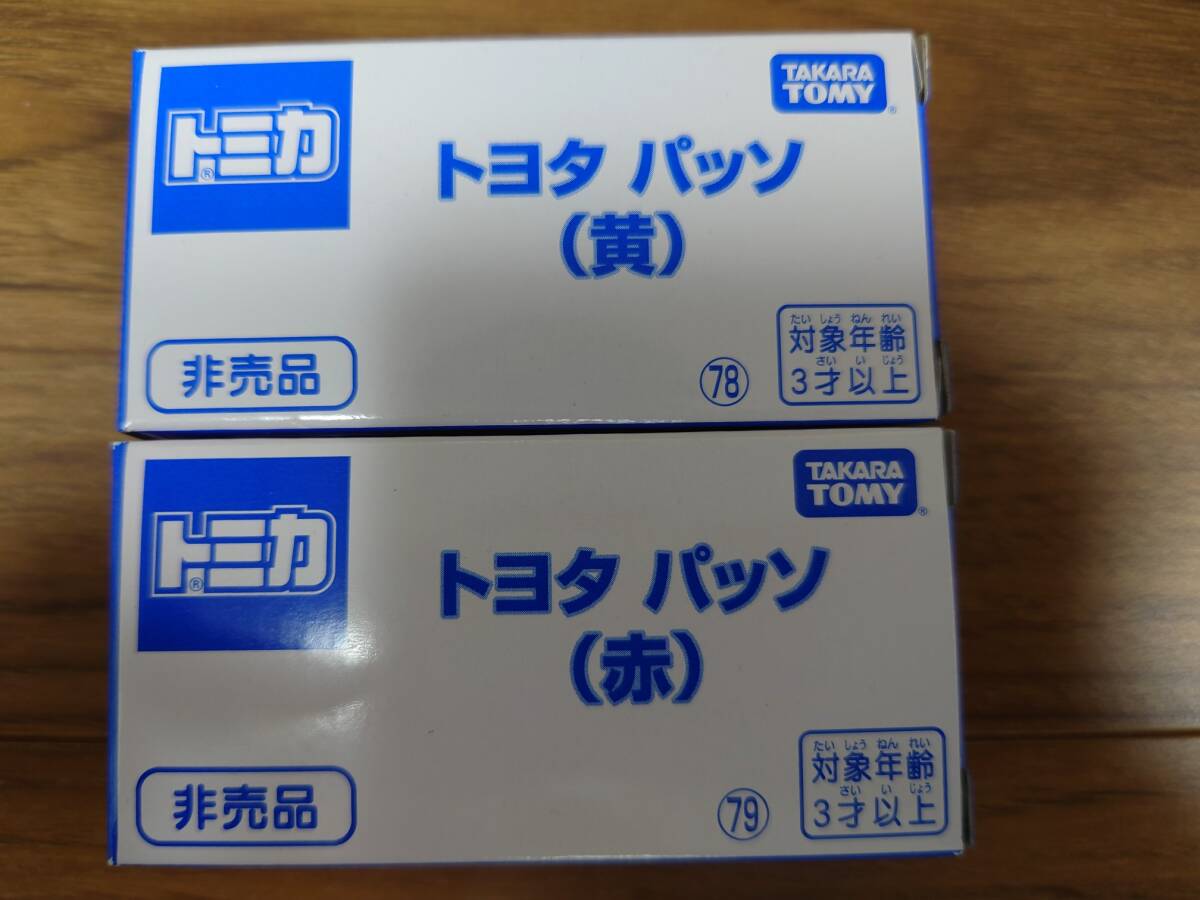 トミカ®
TAKARA
TOMY®
トヨタ パッソ
(黄)
非売品
78
たい しょう ねん れい
対象年齢
さい い じょう
3才以上
トミカ®
TAKARA
TOMY®
トヨタ パッソ
(赤)
非売品
79
たい しょう ねん れい
対象年齢
さい い じょう
3才以上